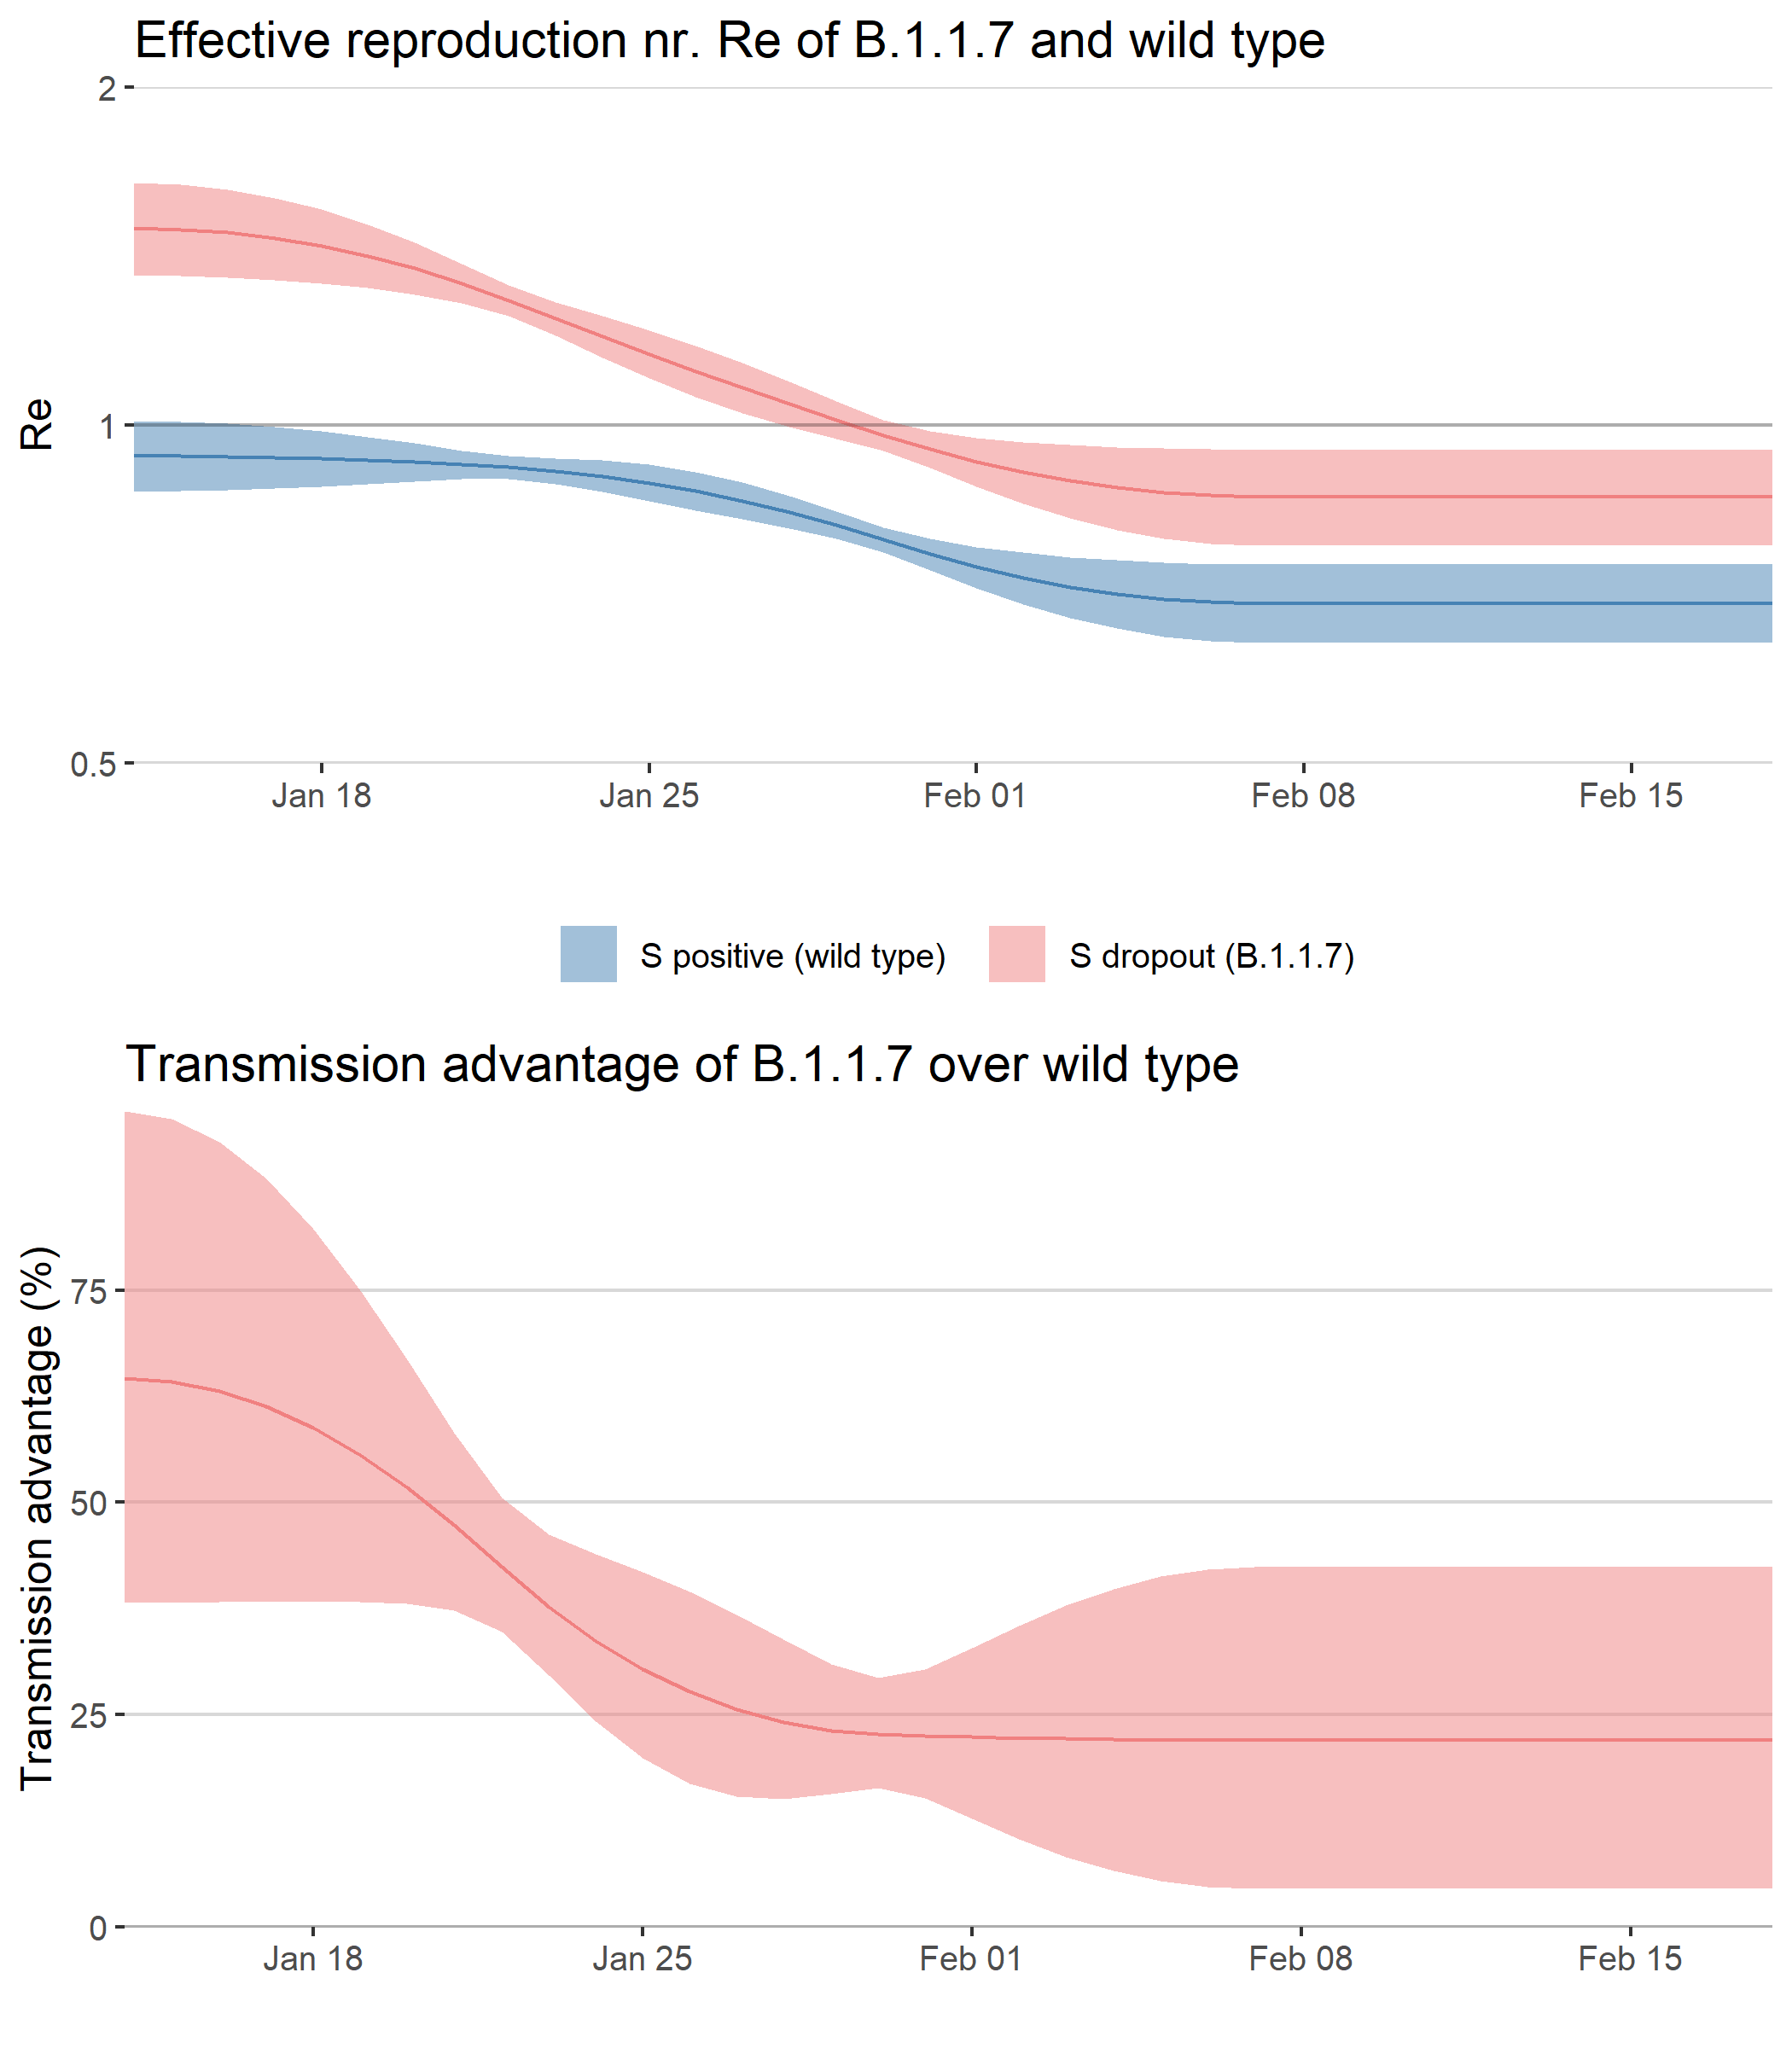 Effective reproduction nr. Re of B.1.1.7 and wild type
2
1
0.5
Re
Jan 18 Jan 25 Feb 01 Feb 08 Feb 15
S positive (wild type) S dropout (B.1.1.7)
Transmission advantage of B.1.1.7 over wild type
75
50
25
0
Transmission advantage (%)
Jan 18 Jan 25 Feb 01 Feb 08 Feb 15